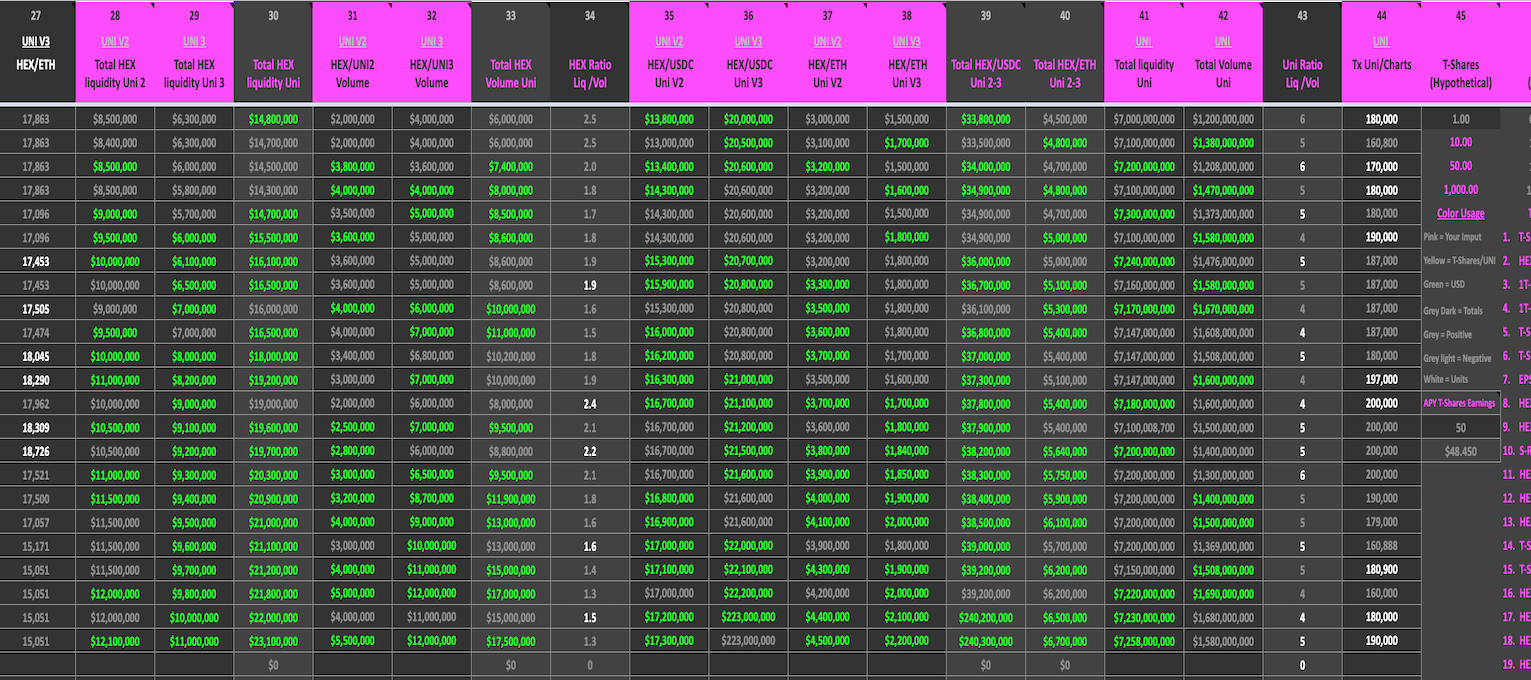 27 28 29 30 31 32 33 34 35 36 37 38 39 40 41 42 43 44 45
UNI V3 UNI V2 UNI 3 UNI V2 UNI 3 UNI V2 UNI V3 UNI V2 UNI V3 UNI UNI UNI
HEX/ETH Total HEX Total HEX Total HEX HEX/UNI2 HEX/UNI3 Total HEX HEX Ratio HEX/USDC HEX/USDC HEX/ETH HEX/ETH Total HEX/USDC Total HEX/ETH Total liquidity Total Volume Uni Ratio Tx Uni/Charts T-Shares
liquidity Uni 2 liquidity Uni 3 liquidity Uni Volume Volume Volume Uni Liq /Vol Uni V2 Uni V3 Uni V2 Uni V3 Uni 2-3 Uni 2-3 Uni Uni Liq /Vol (Hypothetical) (
17,863 $8,500,000 $6,300,000 $14,800,000 $2,000,000 $4,000,000 $6,000,000 2.5 $13,800,000 $20,000,000 $3,000,000 $1,500,000 $33,800,000 $4,500,000 $7,000,000,000 $1,200,000,000 6 180,000 1.00
17,863 $8,400,000 $6,300,000 $14,700,000 $2,000,000 $4,000,000 $6,000,000 2.5 $13,000,000 $20,500,000 $3,100,000 $1,700,000 $33,500,000 $4,800,000 $7,100,000,000 $1,380,000,000 5 160,800 10.00
17,863 $8,500,000 $6,000,000 $14,500,000 $3,800,000 $3,600,000 $7,400,000 2.0 $13,400,000 $20,600,000 $3,200,000 $1,500,000 $34,000,000 $4,700,000 $7,200,000,000 $1,208,000,000 6 170,000 50.00
17,863 $8,500,000 $5,800,000 $14,300,000 $4,000,000 $4,000,000 $8,000,000 1.8 $14,300,000 $20,600,000 $3,200,000 $1,600,000 $34,900,000 $4,800,000 $7,100,000,000 $1,470,000,000 5 180,000 1,000.00
17,096 $9,000,000 $5,700,000 $14,700,000 $3,500,000 $5,000,000 $8,500,000 1.7 $14,300,000 $20,600,000 $3,200,000 $1,500,000 $34,900,000 $4,700,000 $7,300,000,000 $1,373,000,000 5 180,000 Color Usage
17,096 $9,500,000 $6,000,000 $15,500,000 $3,600,000 $5,000,000 $8,600,000 1.8 $14,300,000 $20,600,000 $3,200,000 $1,800,000 $34,900,000 $5,000,000 $7,100,000,000 $1,580,000,000 4 190,000 Pink = Your Imput 1. T-S
17,453 $10,000,000 $6,100,000 $16,100,000 $3,600,000 $5,000,000 $8,600,000 1.9 $15,300,000 $20,700,000 $3,200,000 $1,800,000 $36,000,000 $5,000,000 $7,240,000,000 $1,476,000,000 5 187,000 Yellow = T-Shares/UNI 2. HE
17,453 $10,000,000 $6,500,000 $16,500,000 $3,600,000 $5,000,000 $8,600,000 1.9 $15,900,000 $20,800,000 $3,300,000 $1,800,000 $36,700,000 $5,100,000 $7,160,000,000 $1,580,000,000 5 187,000 Green = USD 3. 1T-
17,505 $9,000,000 $7,000,000 $16,000,000 $4,000,000 $6,000,000 $10,000,000 1.6 $15,300,000 $20,800,000 $3,500,000 $1,800,000 $36,100,000 $5,300,000 $7,170,000,000 $1,670,000,000 4 187,000 Grey Dark = Totals 4. 1T-
17,474 $9,500,000 $7,000,000 $16,500,000 $4,000,000 $7,000,000 $11,000,000 1.5 $16,000,000 $20,800,000 $3,600,000 $1,800,000 $36,800,000 $5,400,000 $7,147,000,000 $1,608,000,000 4 187,000 Grey = Positive 5. T-S
18,045 $10,000,000 $8,000,000 $18,000,000 $3,400,000 $6,800,000 $10,200,000 1.8 $16,200,000 $20,800,000 $3,700,000 $1,700,000 $37,000,000 $5,400,000 $7,147,000,000 $1,508,000,000 5 180,000 Grey light = Negative 6. T-S
18,290 $11,000,000 $8,200,000 $19,200,000 $3,000,000 $7,000,000 $10,000,000 1.9 $16,300,000 $21,000,000 $3,500,000 $1,600,000 $37,300,000 $5,100,000 $7,147,000,000 $1,600,000,000 4 197,000 White = Units 7. EPS
17,962 $10,000,000 $9,000,000 $19,000,000 $2,000,000 $6,000,000 $8,000,000 2.4 $16,700,000 $21,100,000 $3,700,000 $1,700,000 $37,800,000 $5,400,000 $7,180,000,000 $1,600,000,000 4 200,000 APY T-Shares Earnings 8. HE
18,309 $10,500,000 $9,100,000 $19,600,000 $2,500,000 $7,000,000 $9,500,000 2.1 $16,700,000 $21,200,000 $3,600,000 $1,800,000 $37,900,000 $5,400,000 $7,100,008,700 $1,500,000,000 5 200,000 50 9. HE
18,726 $10,500,000 $9,200,000 $19,700,000 $2,800,000 $6,000,000 $8,800,000 2.2 $16,700,000 $21,500,000 $3,800,000 $1,840,000 $38,200,000 $5,640,000 $7,200,000,000 $1,400,000,000 5 200,000 $48.450 10. S-R
17,521 $11,000,000 $9,300,000 $20,300,000 $3,000,000 $6,500,000 $9,500,000 2.1 $16,700,000 $21,600,000 $3,900,000 $1,850,000 $38,300,000 $5,750,000 $7,200,000,000 $1,300,000,000 6 200,000 11. HE
17,500 $11,500,000 $9,400,000 $20,900,000 $3,200,000 $8,700,000 $11,900,000 1.8 $16,800,000 $21,600,000 $4,000,000 $1,900,000 $38,400,000 $5,900,000 $7,200,000,000 $1,400,000,000 5 190,000 12. HE
17,057 $11,500,000 $9,500,000 $21,000,000 $4,000,000 $9,000,000 $13,000,000 1.6 $16,900,000 $21,600,000 $4,100,000 $2,000,000 $38,500,000 $6,100,000 $7,200,000,000 $1,500,000,000 5 179,000 13. HE
15,171 $11,500,000 $9,600,000 $21,100,000 $3,000,000 $10,000,000 $13,000,000 1.6 $17,000,000 $22,000,000 $3,900,000 $1,800,000 $39,000,000 $5,700,000 $7,200,000,000 $1,369,000,000 5 160,888 14. T-S
15,051 $11,500,000 $9,700,000 $21,200,000 $4,000,000 $11,000,000 $15,000,000 1.4 $17,100,000 $22,100,000 $4,300,000 $1,900,000 $39,200,000 $6,200,000 $7,150,000,000 $1,508,000,000 5 180,900 15. T-S
15,051 $12,000,000 $9,800,000 $21,800,000 $5,000,000 $12,000,000 $17,000,000 1.3 $17,000,000 $22,200,000 $4,200,000 $2,000,000 $39,200,000 $6,200,000 $7,220,000,000 $1,690,000,000 4 160,000 16. HE
15,051 $12,000,000 $10,000,000 $22,000,000 $4,000,000 $11,000,000 $15,000,000 1.5 $17,200,000 $223,000,000 $4,400,000 $2,100,000 $240,200,000 $6,500,000 $7,230,000,000 $1,680,000,000 4 180,000 17. HE
15,051 $12,100,000 $11,000,000 $23,100,000 $5,500,000 $12,000,000 $17,500,000 1.3 $17,300,000 $223,000,000 $4,500,000 $2,200,000 $240,300,000 $6,700,000 $7,258,000,000 $1,580,000,000 5 190,000 18. HE
$0 $0 0 $0 $0 0 19. HE